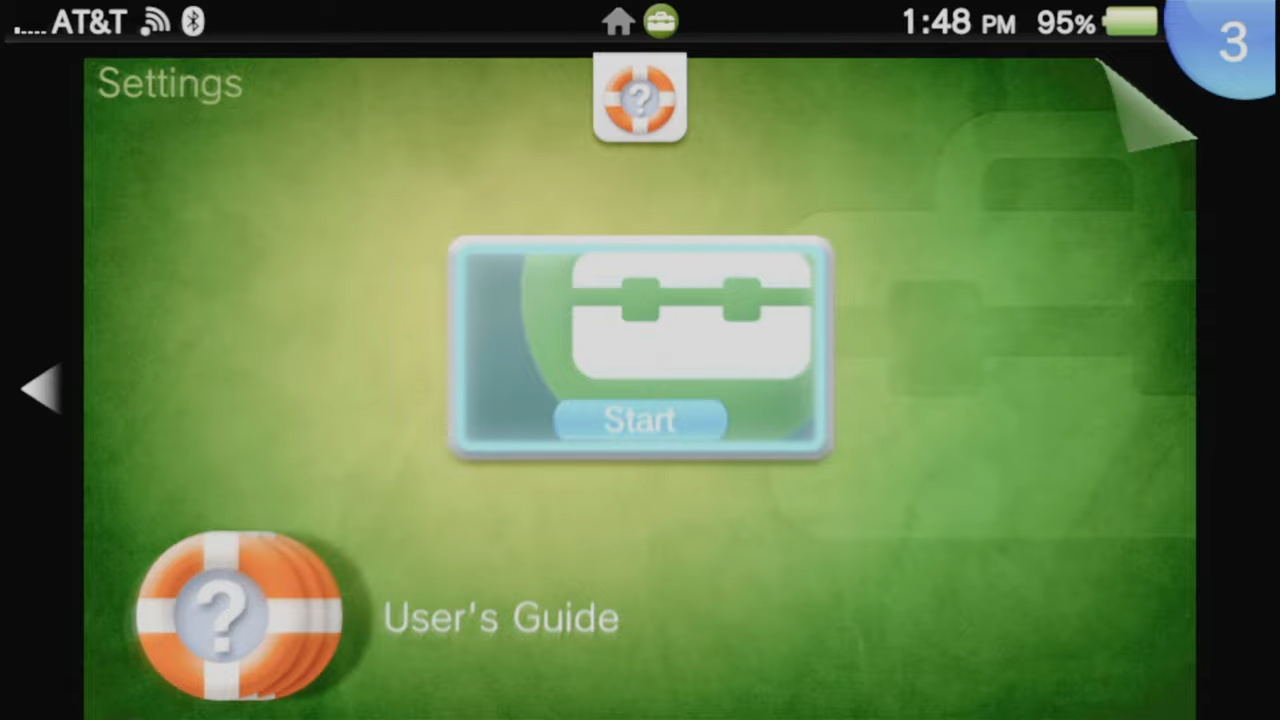 ..... AT&T 1:48 PM 95% 3
Settings
?
Start
?
User's Guide